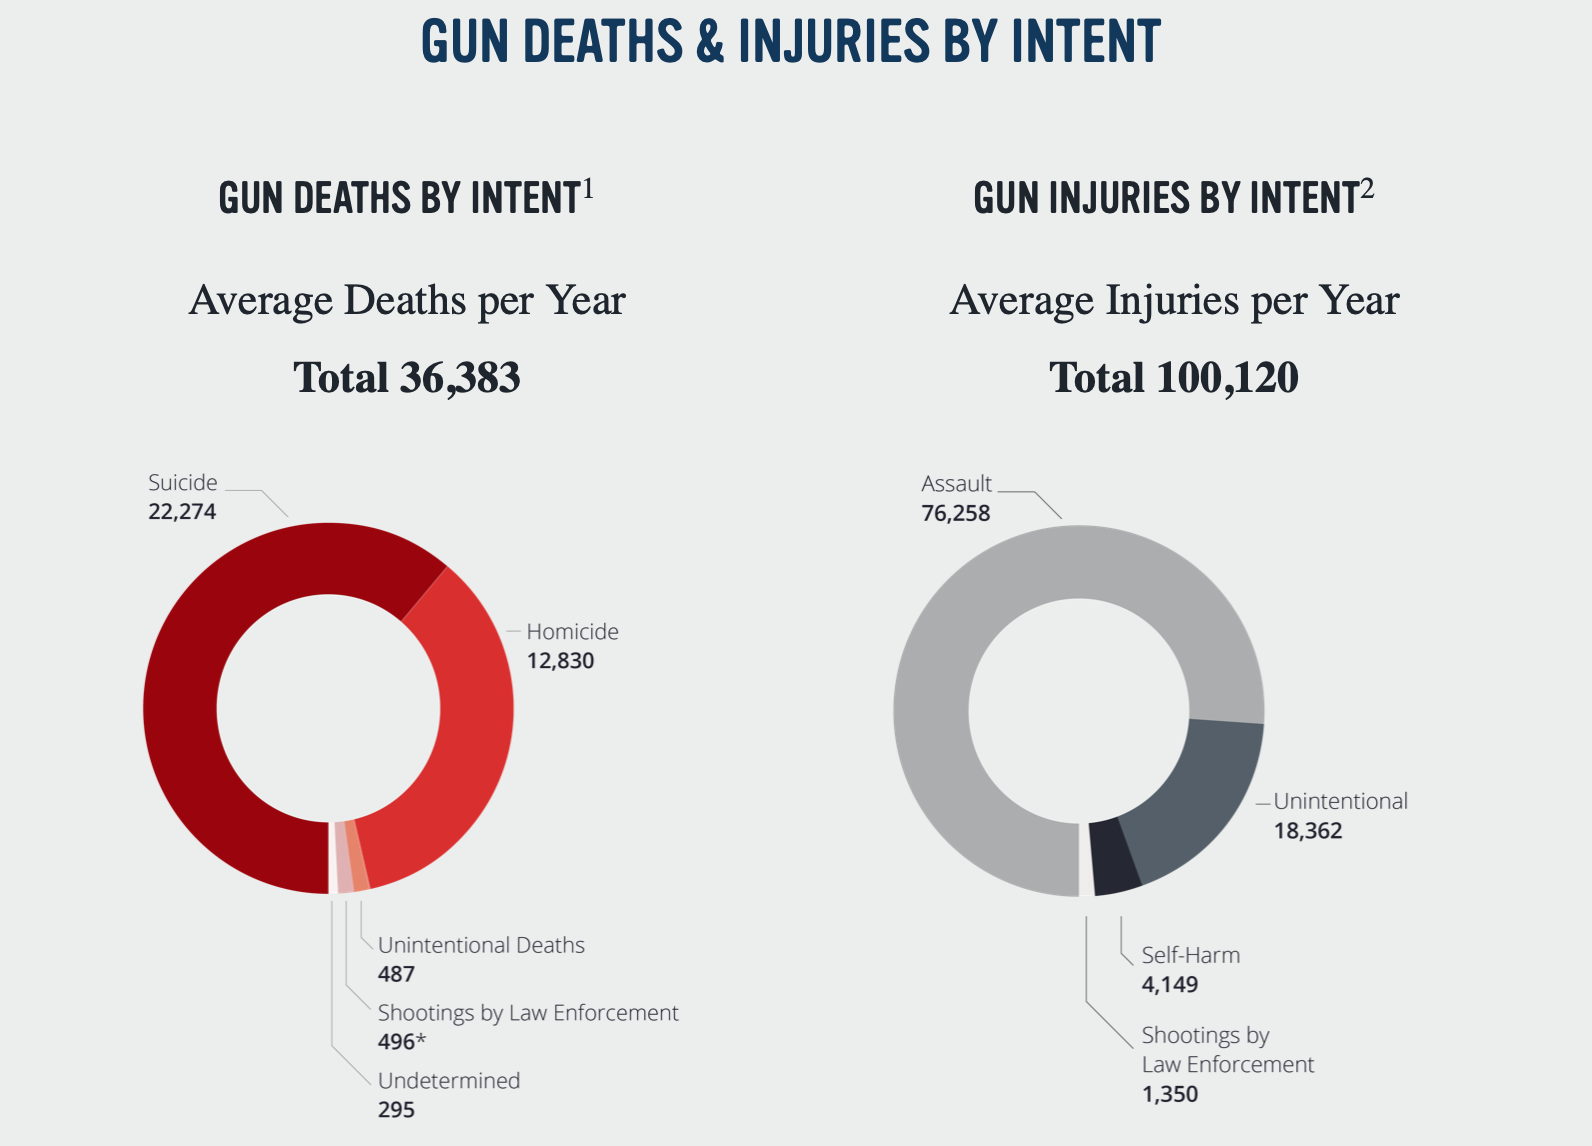 GUN DEATHS & INJURIES BY INTENT
GUN DEATHS BY INTENT1
Average Deaths per Year
Total 36,383
Suicide
22,274
Homicide
12,830
Unintentional Deaths
487
Shootings by Law Enforcement
496*
Undetermined
295
GUN INJURIES BY INTENT2
Average Injuries per Year
Total 100,120
Assault
76,258
Unintentional
18,362
Self-Harm
4,149
Shootings by
Law Enforcement
1,350